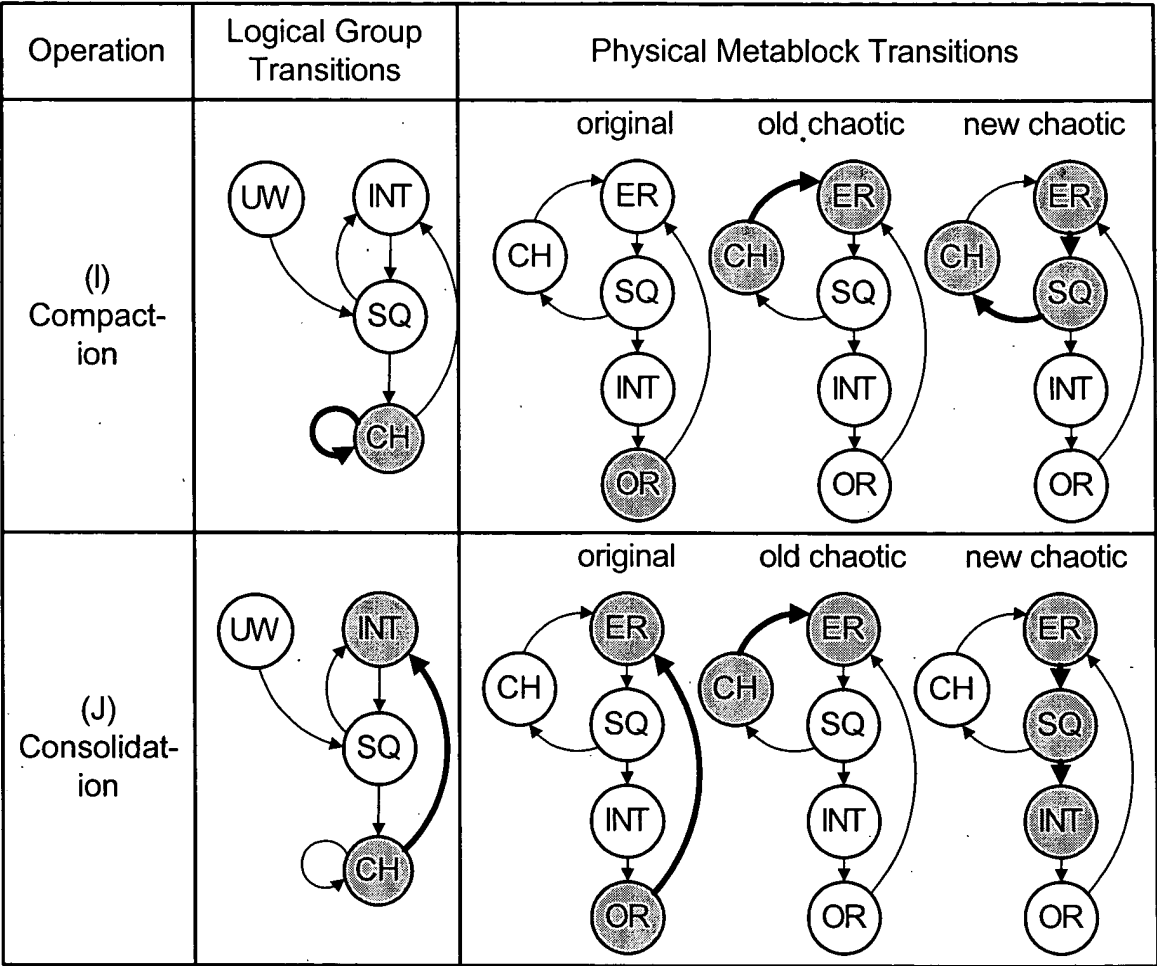 Operation
Logical Group
Transitions
Physical Metablock Transitions
(I)
Compact-
ion
UW
INT
SQ
CH
original
ER
CH
SQ
INT
OR
old chaotic
ER
CH
SQ
INT
OR
new chaotic
ER
CH
SQ
INT
OR
(J)
Consolidat-
ion
UW
INT
SQ
CH
original
ER
CH
SQ
INT
OR
old chaotic
ER
CH
SQ
INT
OR
new chaotic
ER
CH
SQ
INT
OR